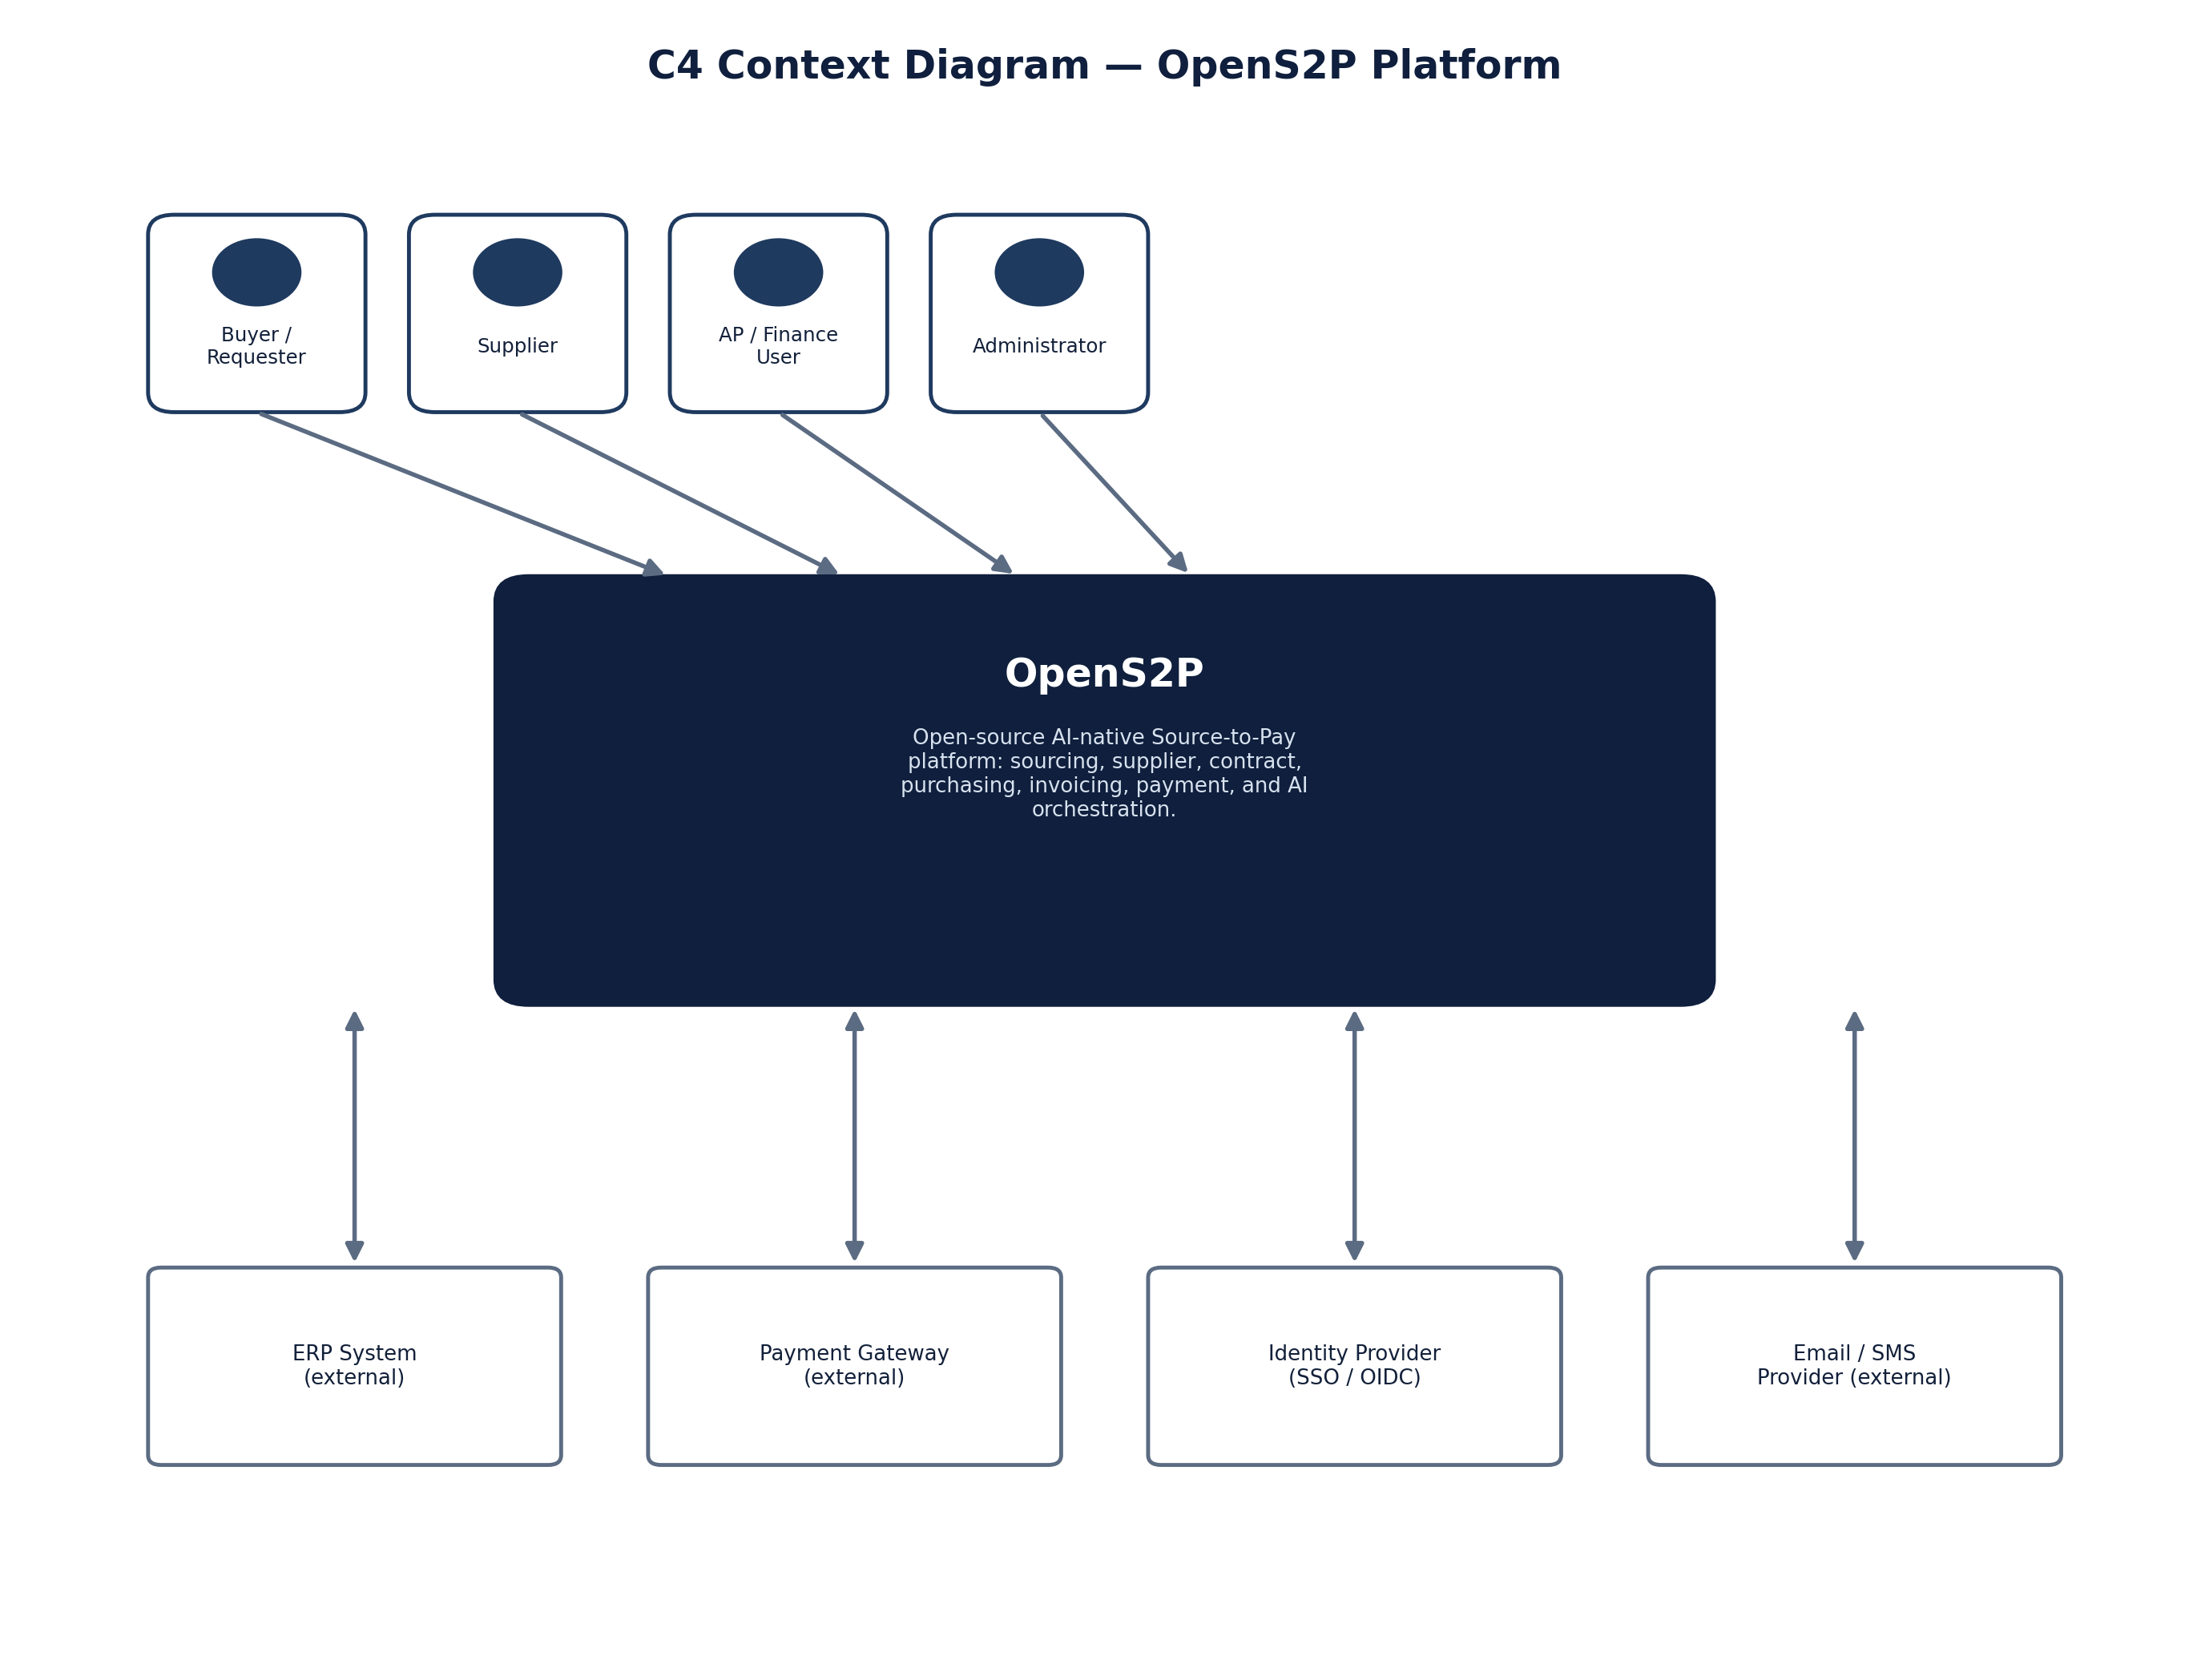 C4 Context Diagram — OpenS2P Platform
Buyer /
Requester
Supplier
AP / Finance
User
Administrator
OpenS2P
Open-source AI-native Source-to-Pay
platform: sourcing, supplier, contract,
purchasing, invoicing, payment, and AI
orchestration.
ERP System
(external)
Payment Gateway
(external)
Identity Provider
(SSO / OIDC)
Email / SMS
Provider (external)